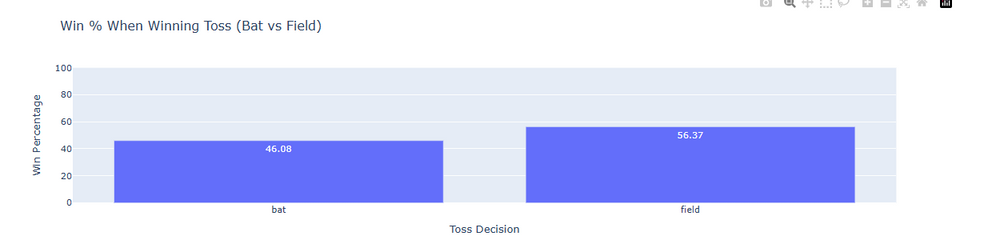 Win % When Winning Toss (Bat vs Field)
100
80
60
40
20
0
Win Percentage
46.08
56.37
bat
field
Toss Decision